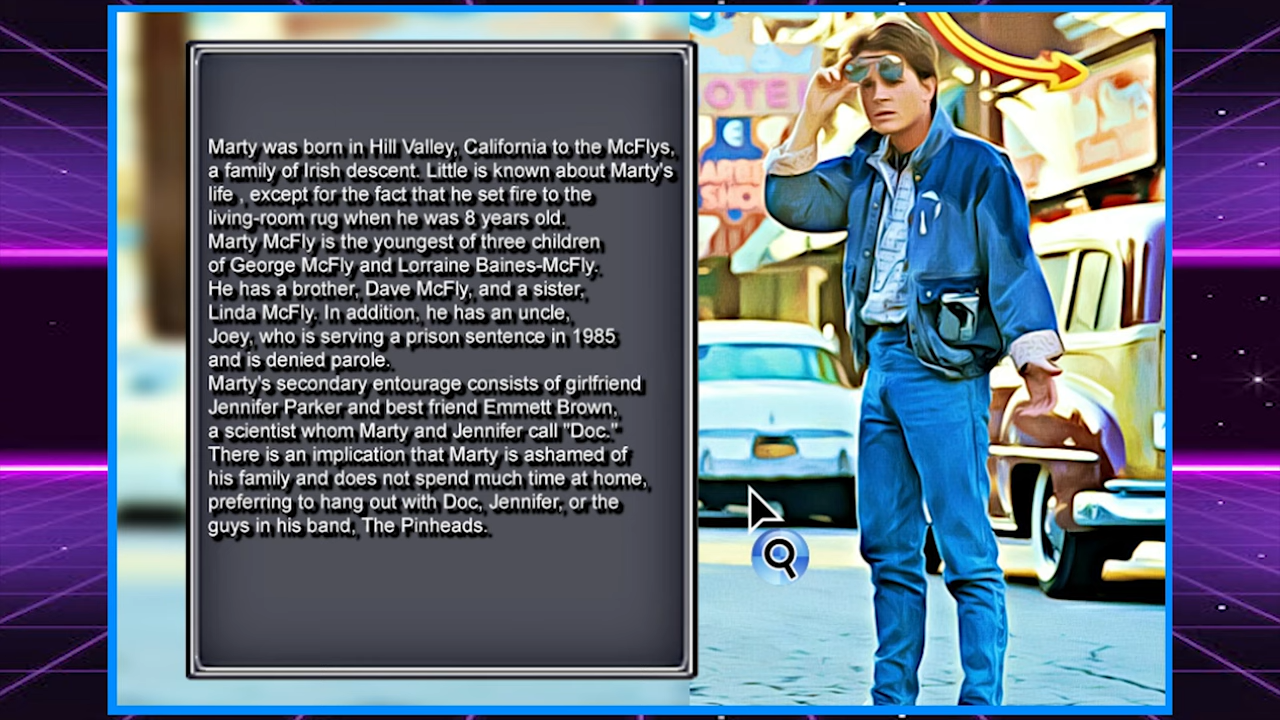 OTE
Marty was born in Hill Valley, California to the McFlys,
a family of Irish descent. Little is known about Marty's
life , except for the fact that he set fire to the
living-room rug when he was 8 years old.
Marty McFly is the youngest of three children
of George McFly and Lorraine Baines-McFly.
He has a brother, Dave McFly, and a sister,
Linda McFly. In addition, he has an uncle,
Joey, who is serving a prison sentence in 1985
and is denied parole.
Marty's secondary entourage consists of girlfriend
Jennifer Parker and best friend Emmett Brown,
a scientist whom Marty and Jennifer call "Doc."
There is an implication that Marty is ashamed of
his family and does not spend much time at home,
preferring to hang out with Doc, Jennifer, or the
guys in his band, The Pinheads.